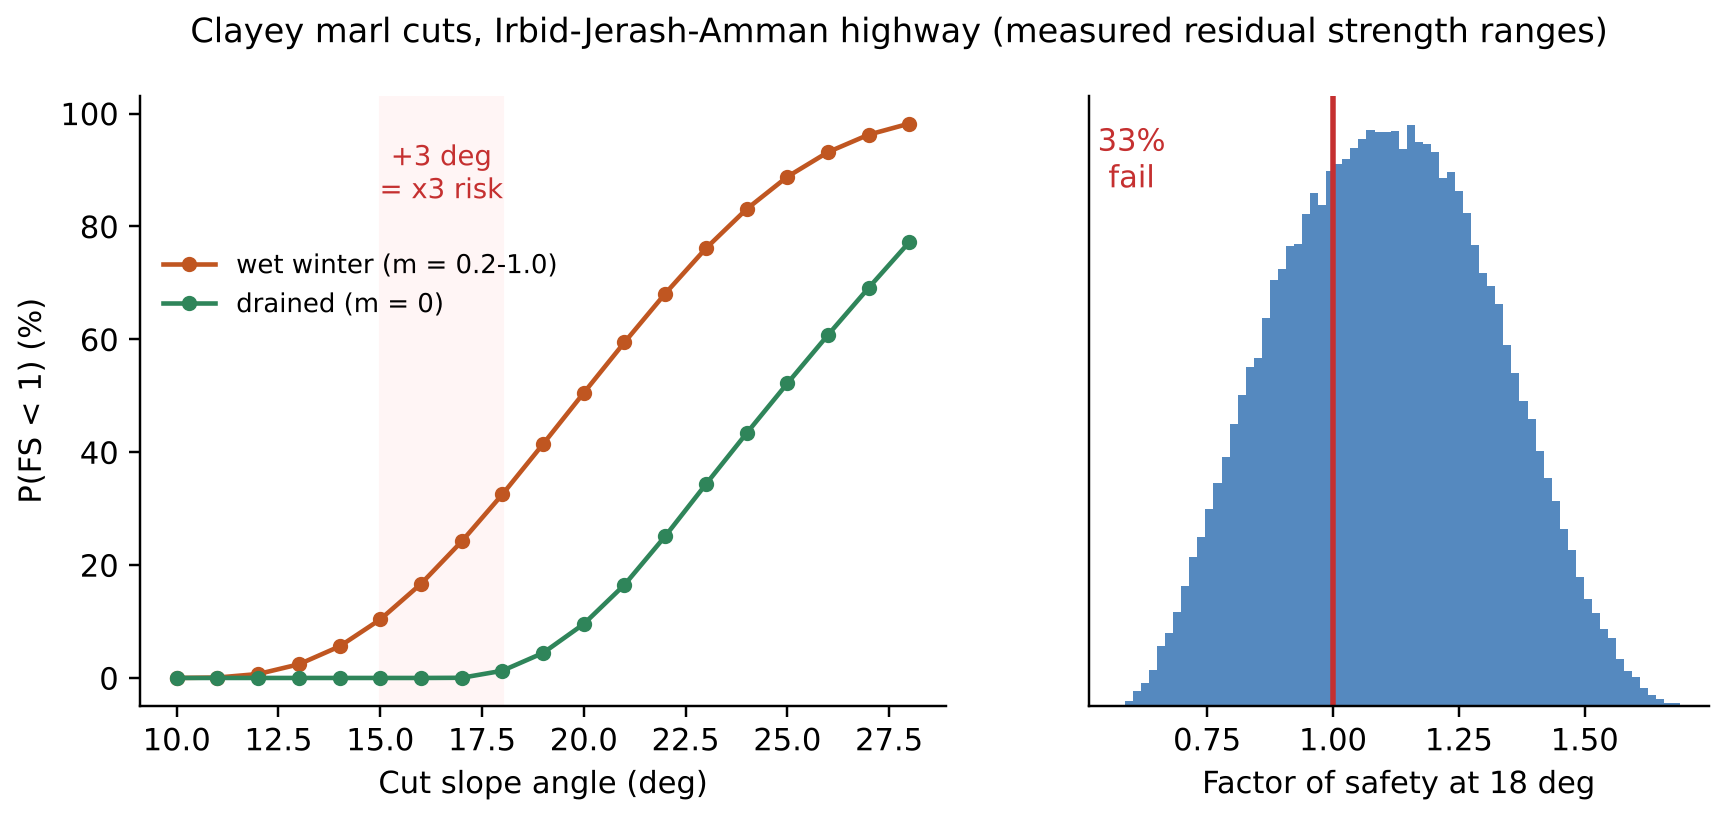 Clayey marl cuts, Irbid-Jerash-Amman highway (measured residual strength ranges)
P(FS < 1) (%)
100
80
60
40
20
0
+3 deg
= x3 risk
wet winter (m = 0.2-1.0)
drained (m = 0)
10.0 12.5 15.0 17.5 20.0 22.5 25.0 27.5
Cut slope angle (deg)
33%
fail
0.75 1.00 1.25 1.50
Factor of safety at 18 deg